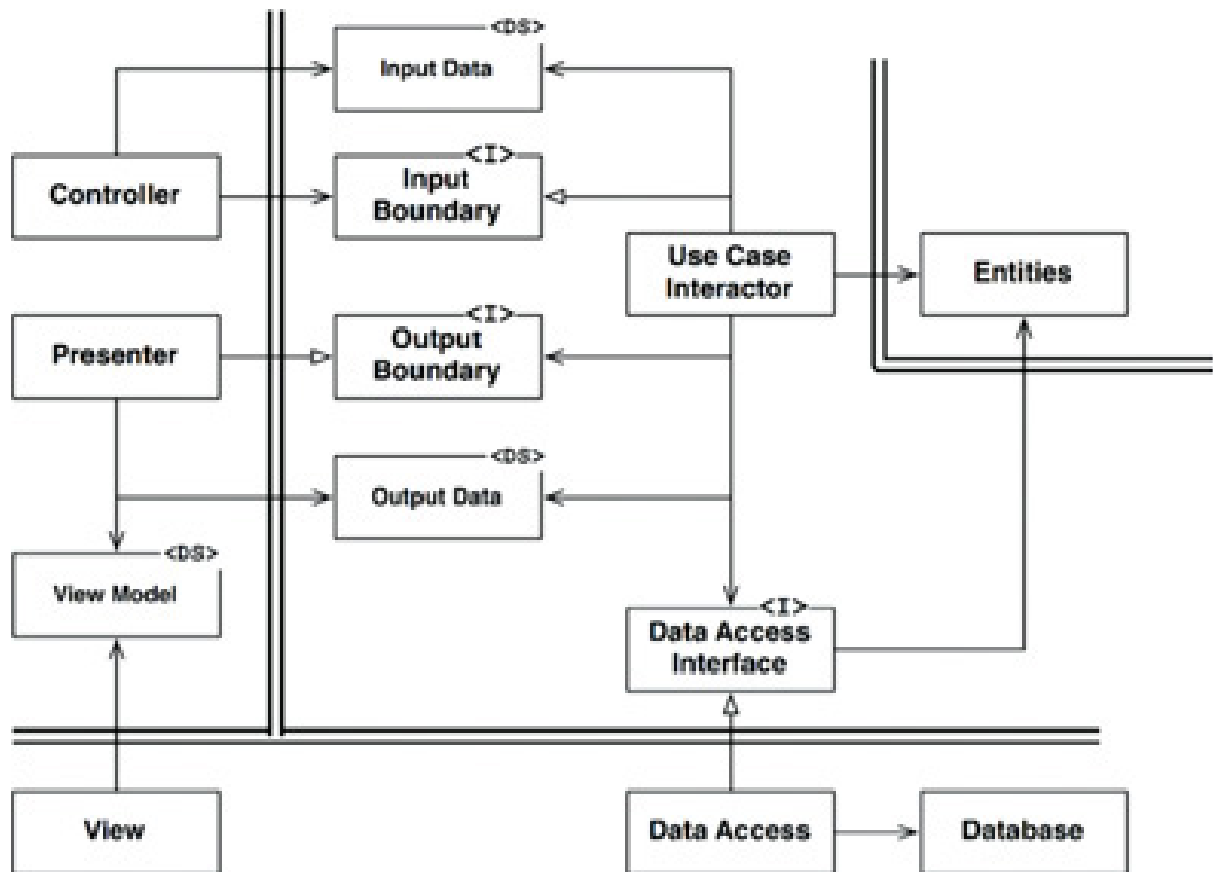 <DS>
Input Data
<I>
Input
Boundary
Controller
Use Case
Interactor
Entities
<I>
Output
Boundary
Presenter
<DS>
Output Data
<DS>
View Model
<I>
Data Access
Interface
View
Data Access
Database